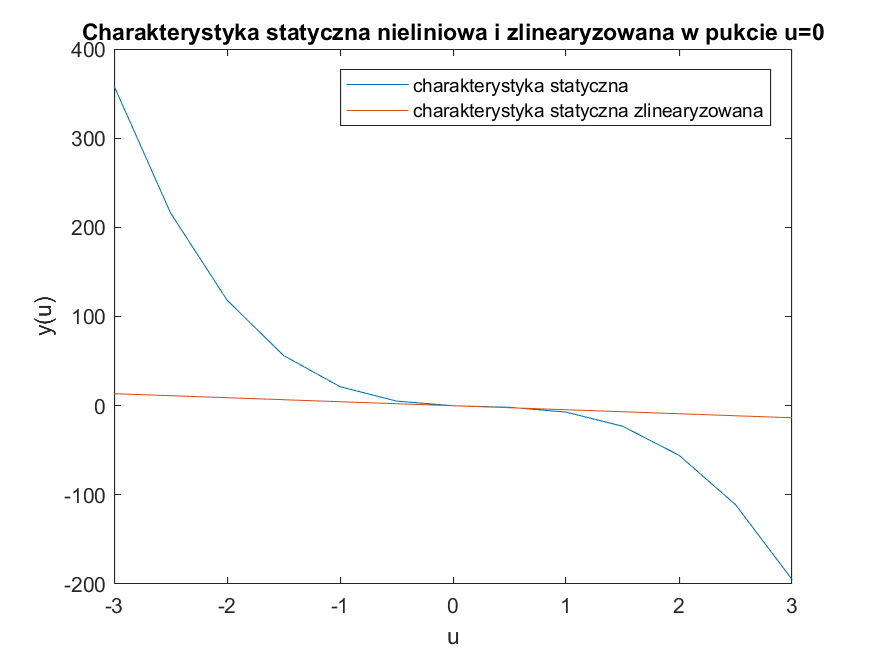 Charakterystyka statyczna nieliniowa i zlinearyzowana w pukcie u=0
400
charakterystyka statyczna
charakterystyka statyczna zlinearyzowana
300
200
100
y(u)
0
-100
-200
-3 -2 -1 0 1 2 3
u